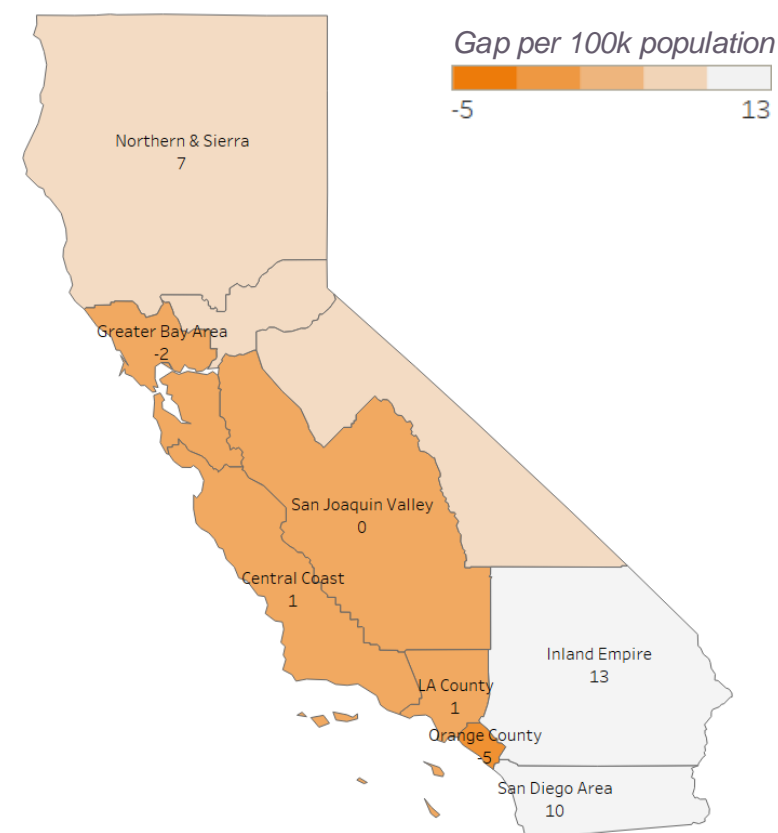 Gap per 100k population
-5 13
Northern & Sierra
7
Greater Bay Area
-2
San Joaquin Valley
0
Central Coast
1
Inland Empire
13
LA County
1
Orange County
-5
San Diego Area
10